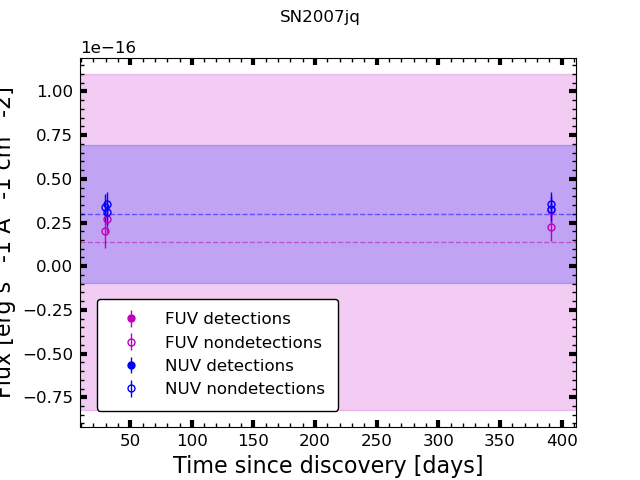 SN2007jq
1e−16
1.00
0.75
0.50
0.25
0.00
−0.25
−0.50
−0.75
Flux [erg s -1 A -1 cm -2]
FUV detections
FUV nondetections
NUV detections
NUV nondetections
50 100 150 200 250 300 350 400
Time since discovery [days]